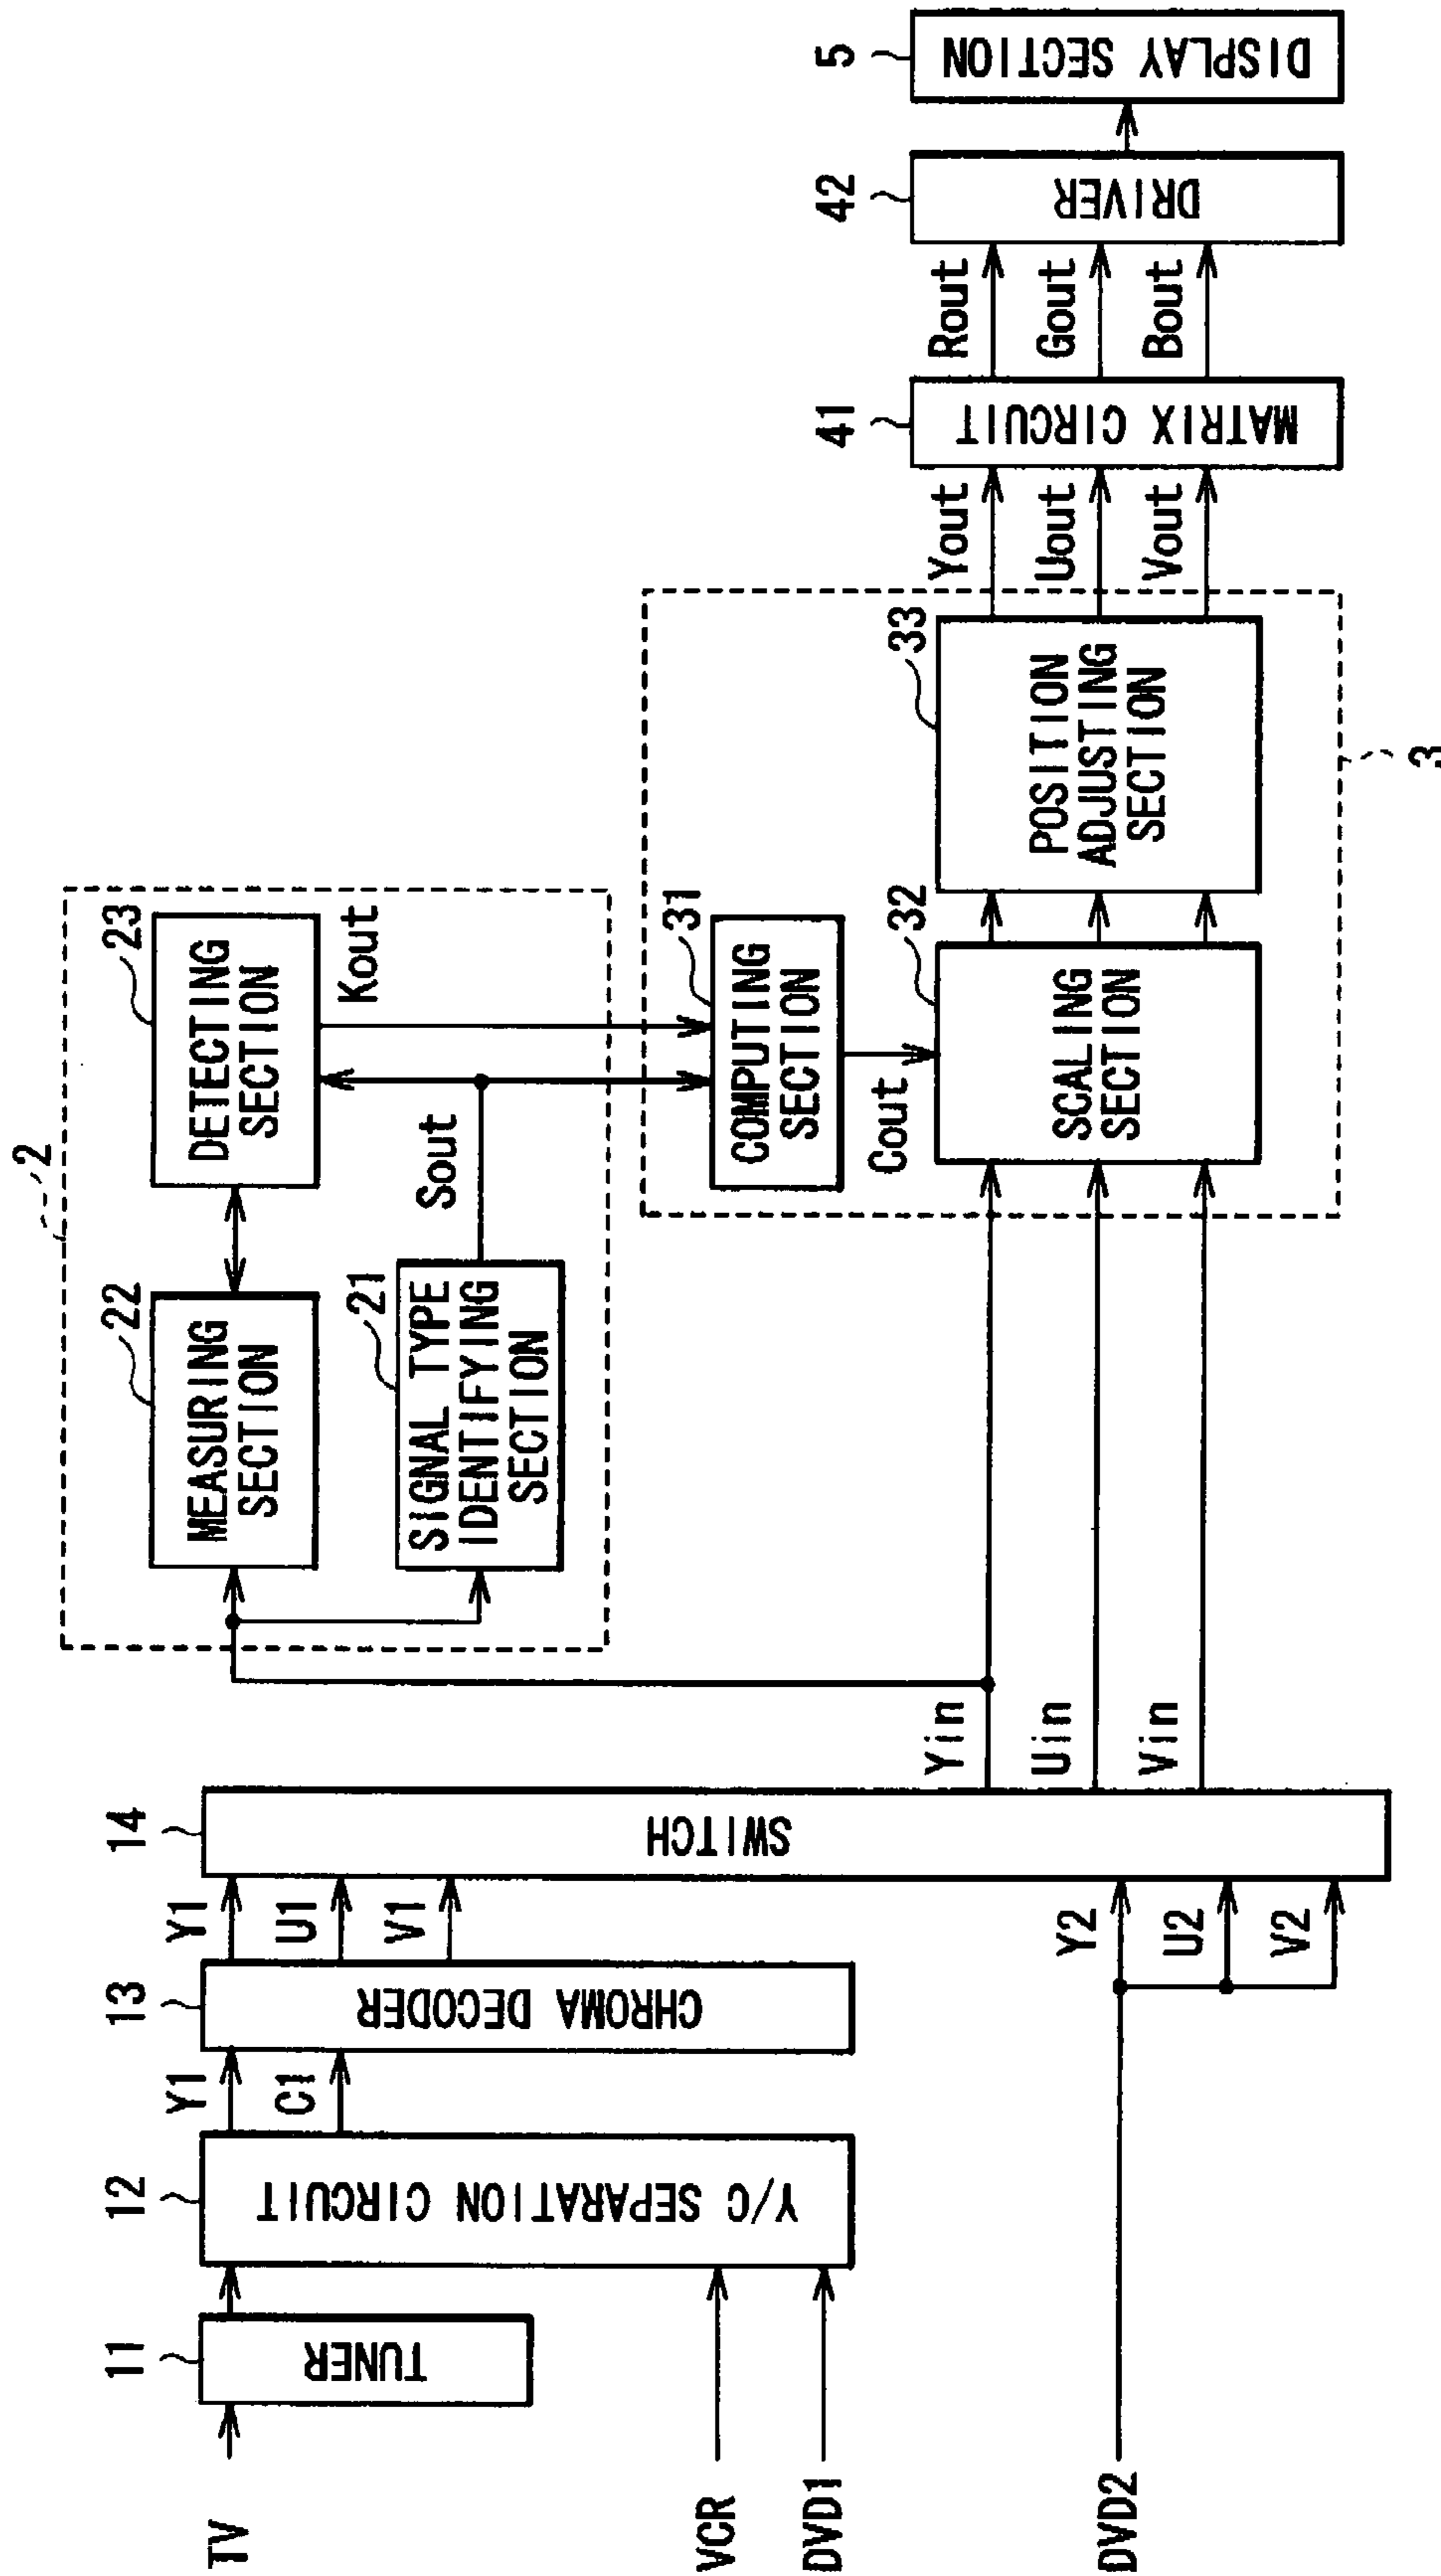 TV
VCR
DVD1
DVD2
11
TUNER
12
Y/C SEPARATION CIRCUIT
Y1
C1
13
CHROMA DECODER
Y1
U1
V1
Y2
U2
V2
14
SWITCH
Yin
Uin
Vin
2
22
MEASURING
SECTION
21
SIGNAL TYPE
IDENTIFYING
SECTION
23
DETECTING
SECTION
Sout
Kout
3
31
COMPUTING
SECTION
Cout
32
SCALING
SECTION
33
POSITION
ADJUSTING
SECTION
Yout
Uout
Vout
41
MATRIX CIRCUIT
Rout
Gout
Bout
42
DRIVER
5
DISPLAY SECTION